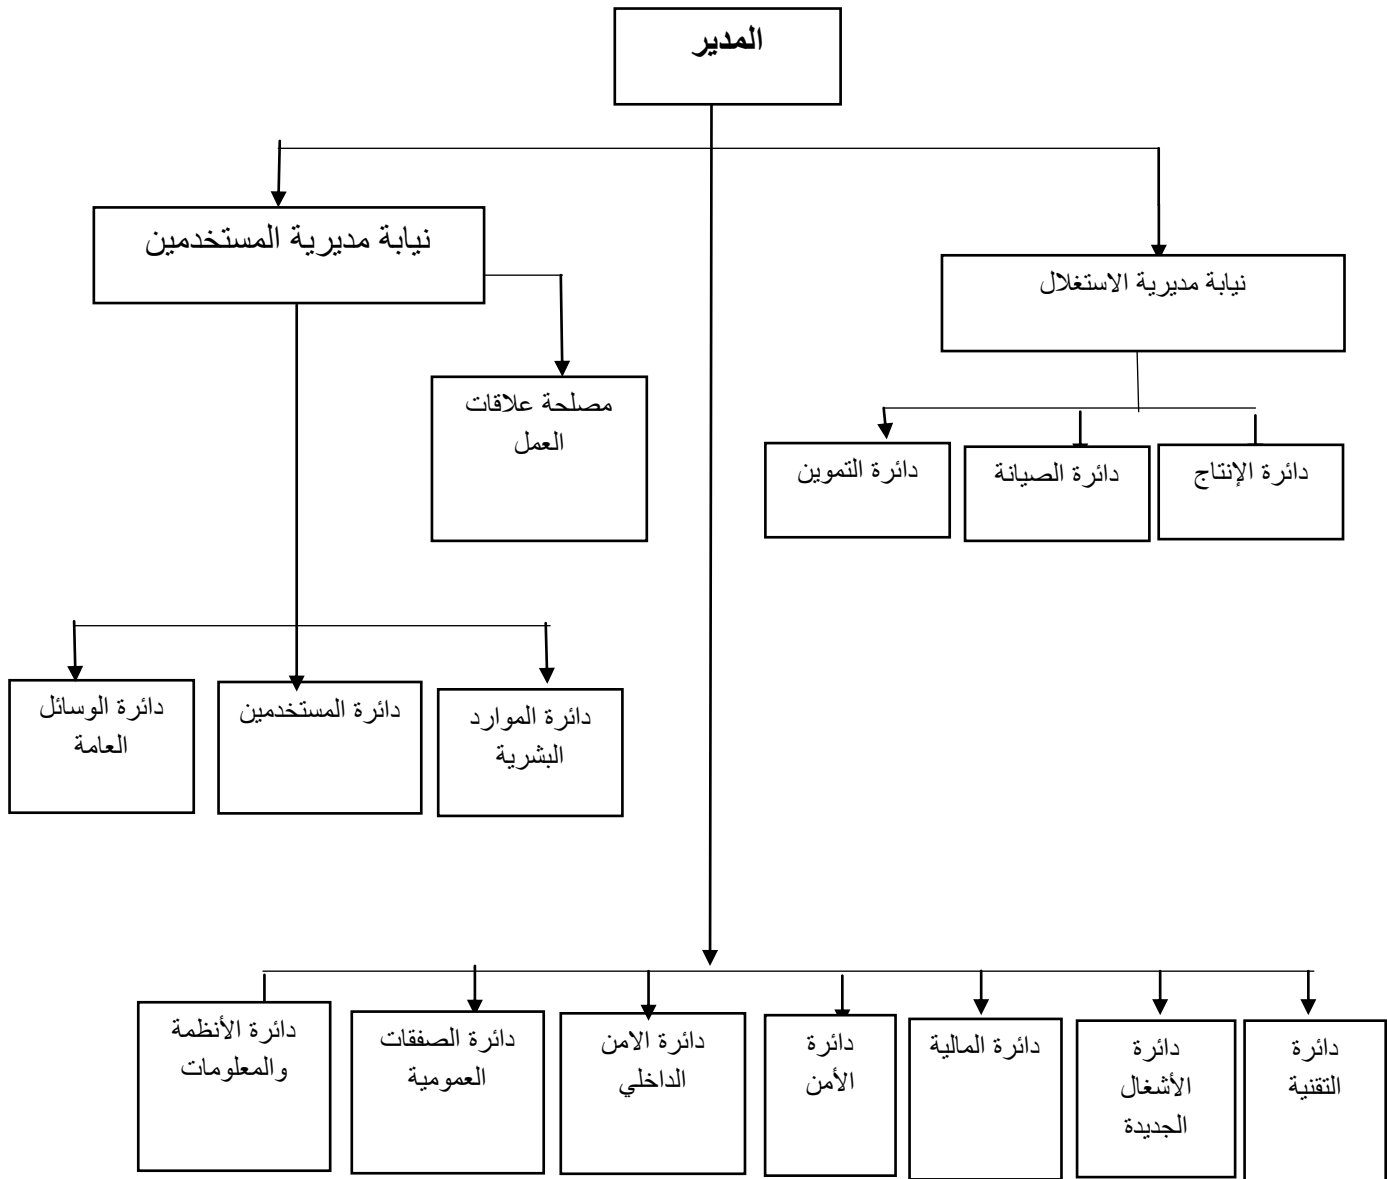 المدير
نيابة مديرية المستخدمين
نيابة مديرية الاستغلال
مصلحة علاقات
العمل
دائرة الإنتاج
دائرة الصيانة
دائرة التموين
دائرة الموارد
البشرية
دائرة المستخدمين
دائرة الوسائل
العامة
دائرة
التقنية
دائرة
الأشغال
الجديدة
دائرة المالية
دائرة
الأمن
دائرة الامن
الداخلي
دائرة الصفقات
العمومية
دائرة الأنظمة
والمعلومات